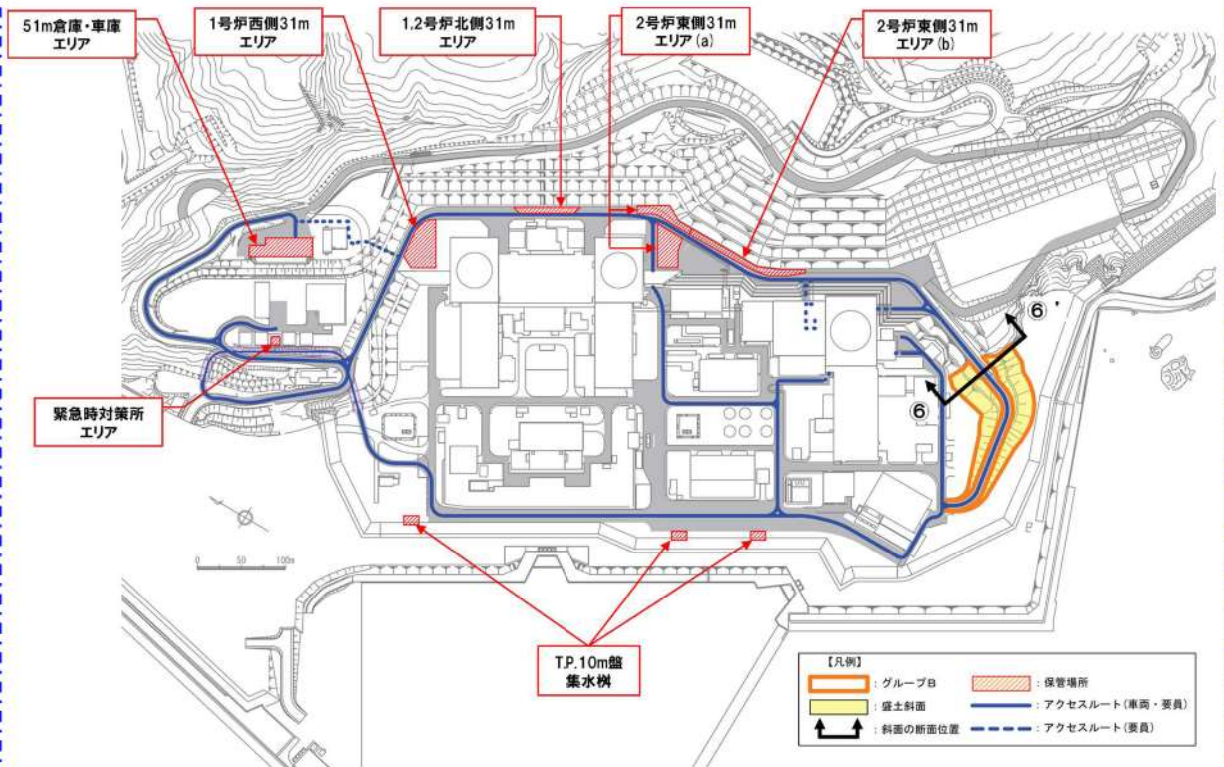 51m倉庫・車庫
エリア
1号炉西側31m
エリア
1.2号炉北側31m
エリア
2号炉東側31m
エリア(a)
2号炉東側31m
エリア(b)
⑥'
⑥
緊急時対策所
エリア
0 50 100m
T.P.10m盤
集水桝
【凡例】
:グループB
:保管場所
:盛土斜面
:アクセスルート(車両・要員)
:斜面の断面位置
:アクセスルート(要員)